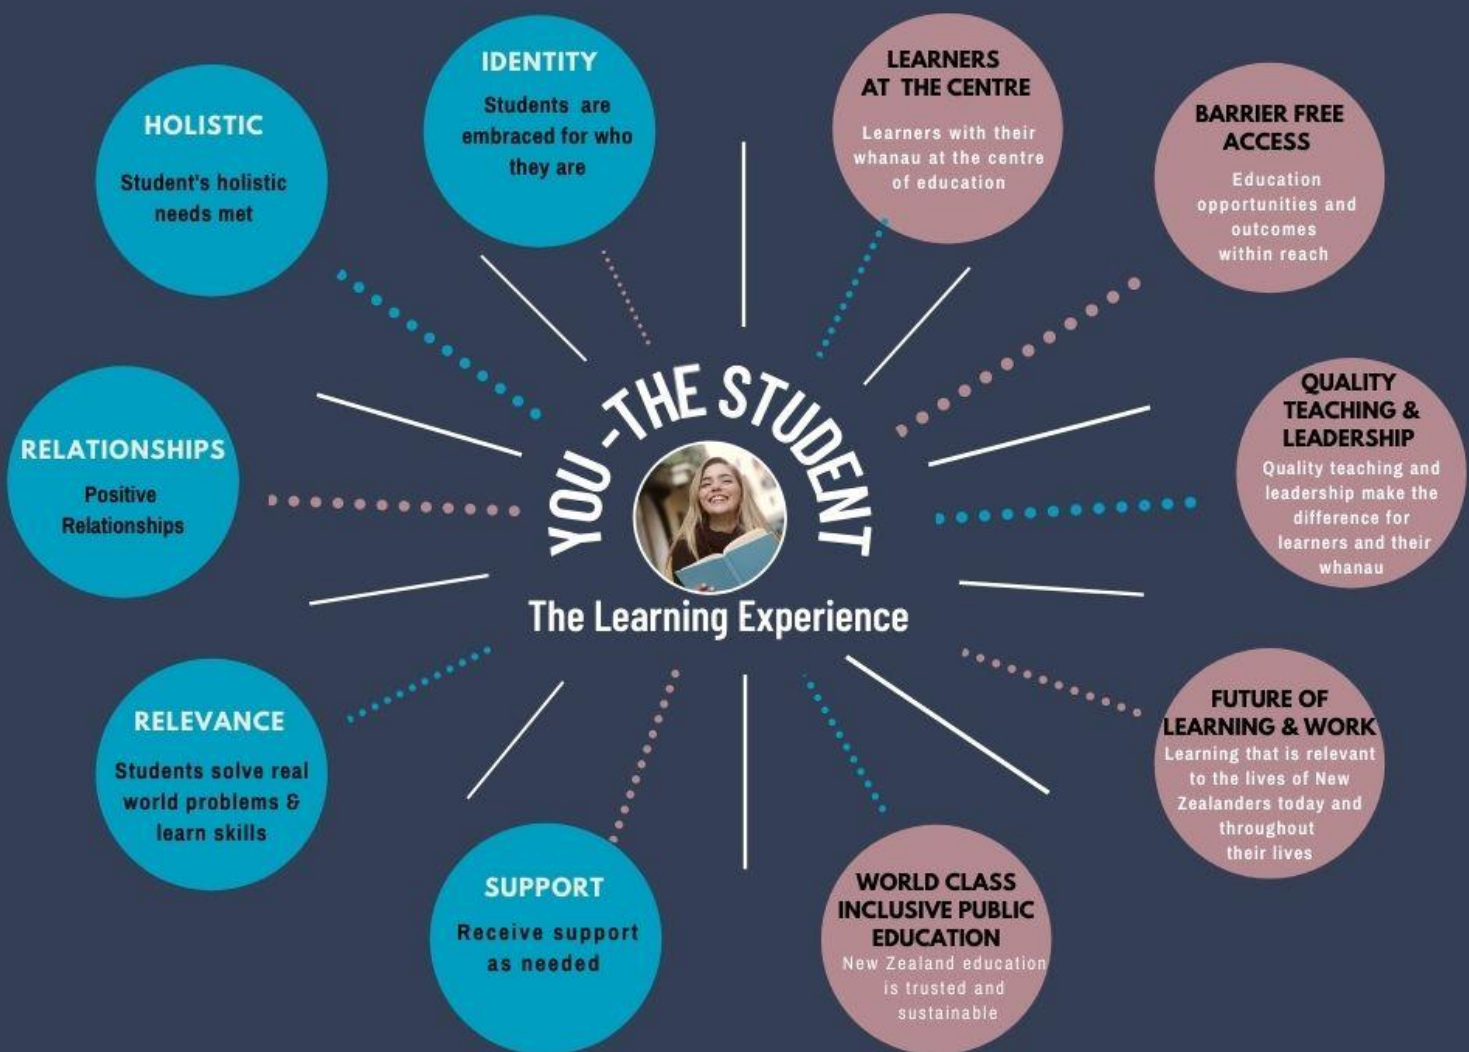 IDENTITY
Students are
embraced for who
they are
LEARNERS
AT THE CENTRE
Learners with their
whanau at the centre
of education
HOLISTIC
Student's holistic
needs met
BARRIER FREE
ACCESS
Education
opportunities and
outcomes
within reach
RELATIONSHIPS
Positive
Relationships
YOU - THE STUDENT
The Learning Experience
QUALITY
TEACHING &
LEADERSHIP
Quality teaching and
leadership make the
difference for
learners and their
whanau
RELEVANCE
Students solve real
world problems &
learn skills
FUTURE OF
LEARNING & WORK
Learning that is relevant
to the lives of New
Zealanders today and
throughout
their lives
SUPPORT
Receive support
as needed
WORLD CLASS
INCLUSIVE PUBLIC
EDUCATION
New Zealand education
is trusted and
sustainable